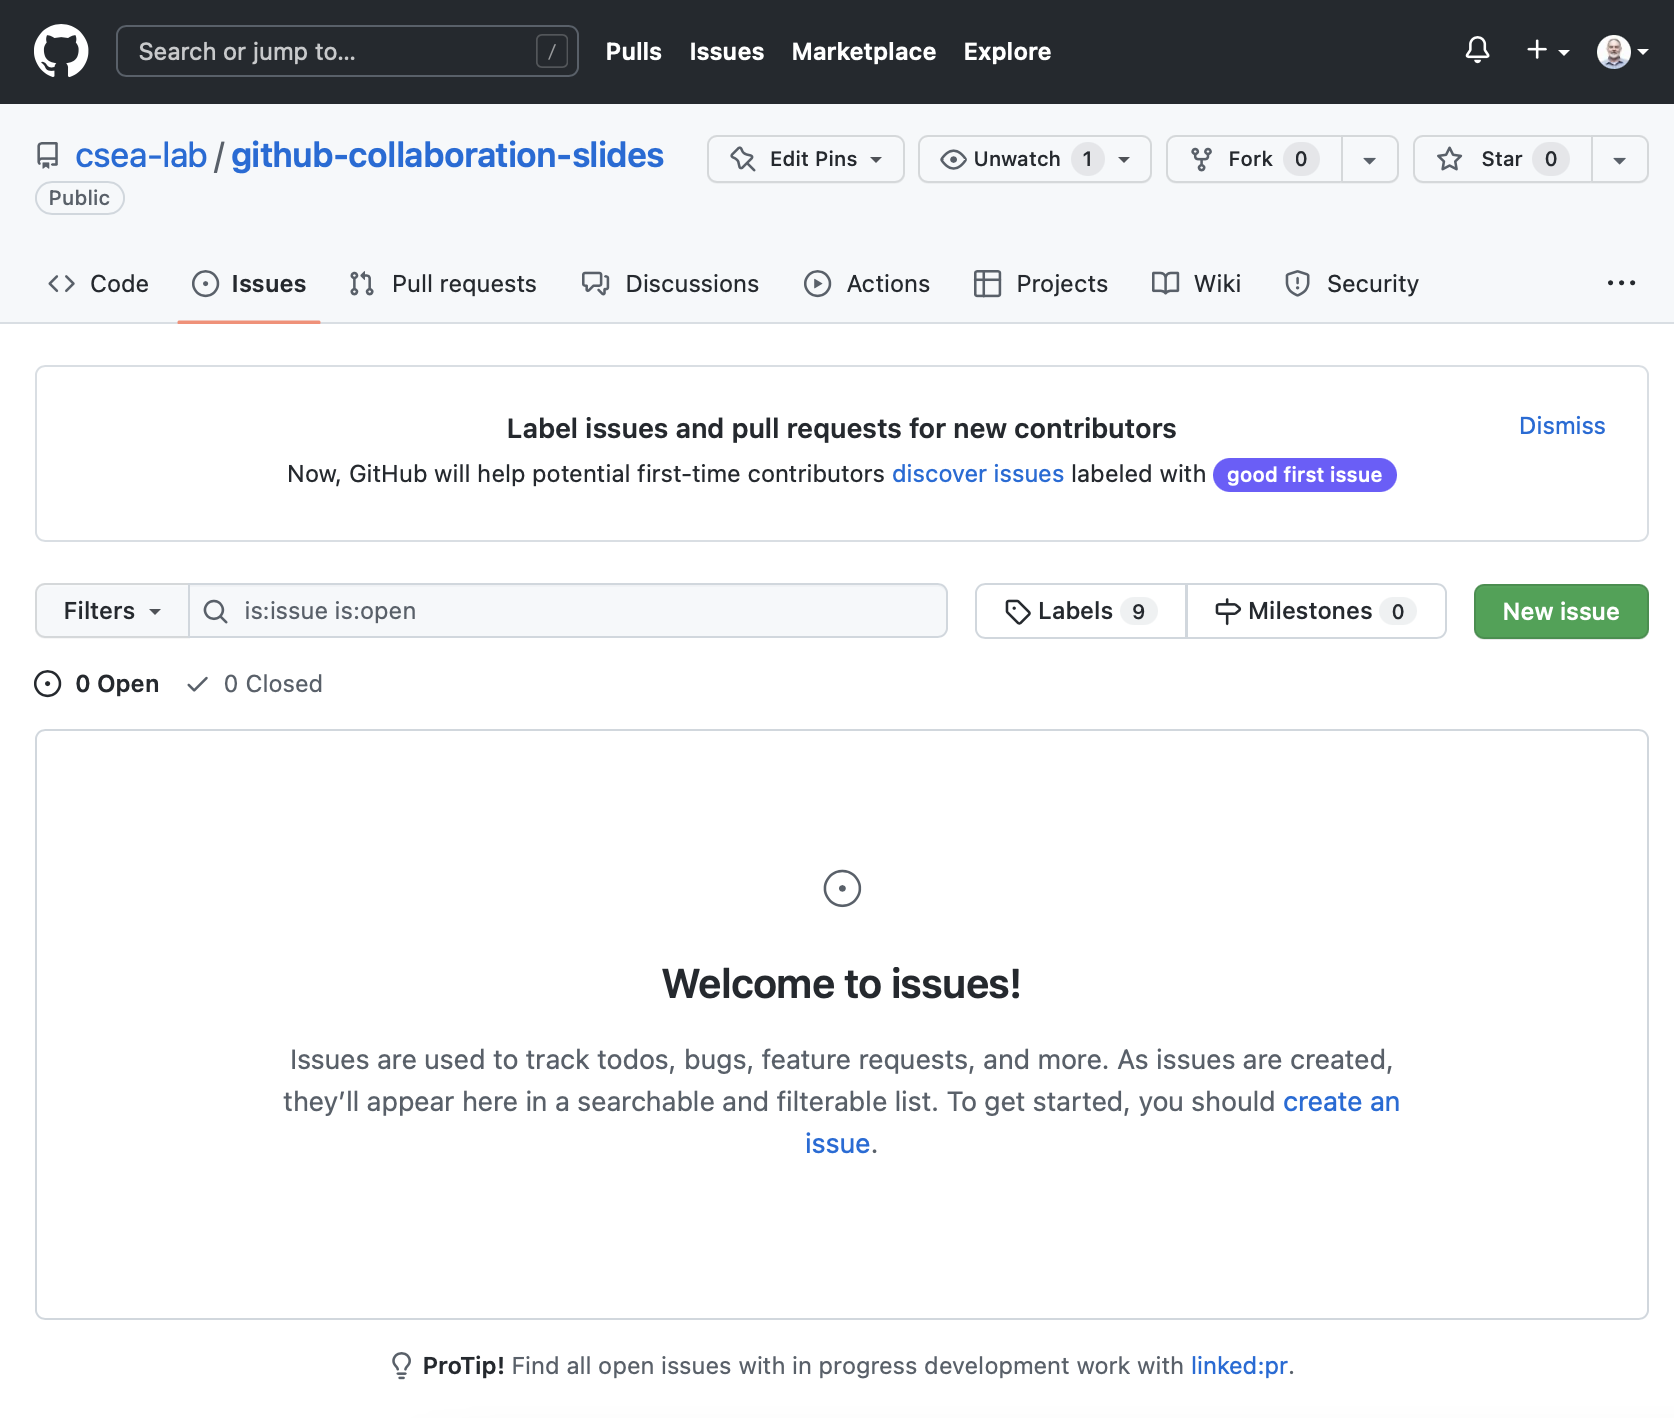 Search or jump to... /
Pulls Issues Marketplace Explore
csea-lab / github-collaboration-slides
Public
Edit Pins Unwatch 1 Fork 0 Star 0
Code Issues Pull requests Discussions Actions Projects Wiki Security
Label issues and pull requests for new contributors
Dismiss
Now, GitHub will help potential first-time contributors discover issues labeled with good first issue
Filters is:issue is:open Labels 9 Milestones 0 New issue
0 Open 0 Closed
Welcome to issues!
Issues are used to track todos, bugs, feature requests, and more. As issues are created,
they’ll appear here in a searchable and filterable list. To get started, you should create an
issue.
ProTip! Find all open issues with in progress development work with linked:pr.